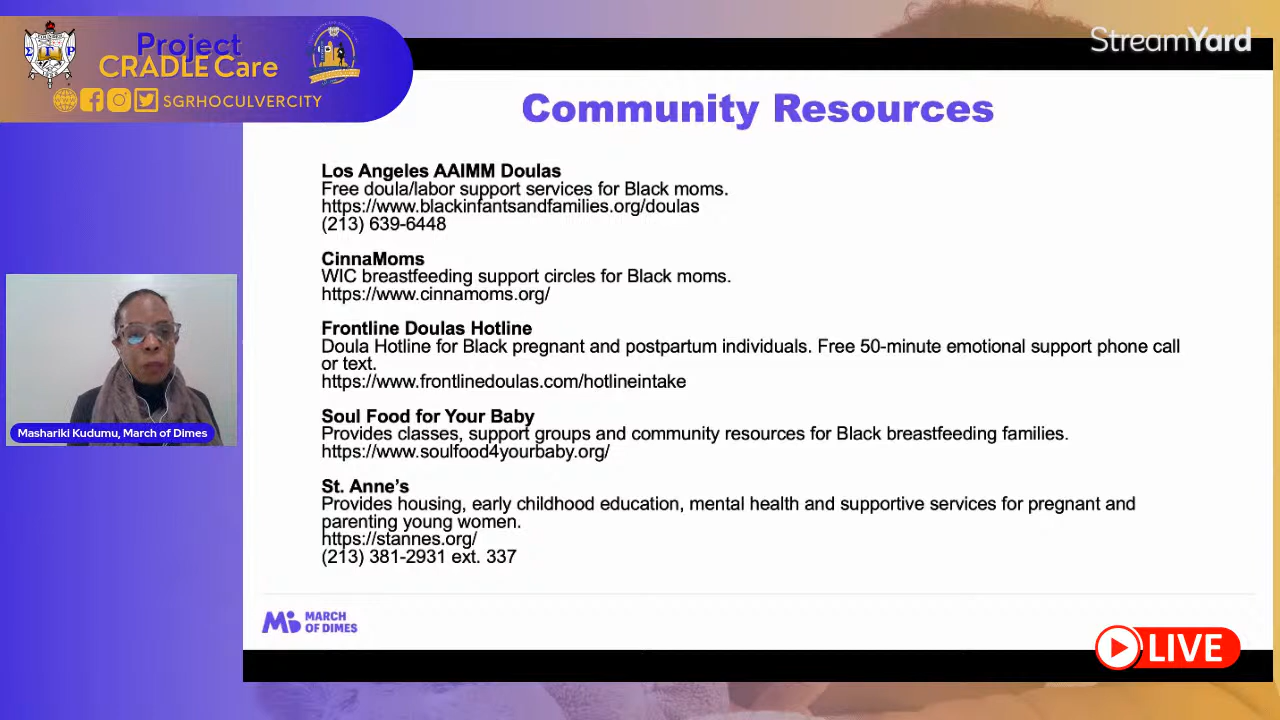 Project
CRADLE Care
SGRHOCULVERCITY
StreamYard
Community Resources
Los Angeles AAIMM Doulas
Free doula/labor support services for Black moms.
https://www.blackinfantsandfamilies.org/doulas
(213) 639-6448
CinnaMoms
WIC breastfeeding support circles for Black moms.
https://www.cinnamoms.org/
Frontline Doulas Hotline
Doula Hotline for Black pregnant and postpartum individuals. Free 50-minute emotional support phone call
or text.
https://www.frontlinedoulas.com/hotlineintake
Soul Food for Your Baby
Provides classes, support groups and community resources for Black breastfeeding families.
https://www.soulfood4yourbaby.org/
St. Anne’s
Provides housing, early childhood education, mental health and supportive services for pregnant and
parenting young women.
https://stannes.org/
(213) 381-2931 ext. 337
Mashariki Kudumu, March of Dimes
MARCH
OF DIMES
LIVE